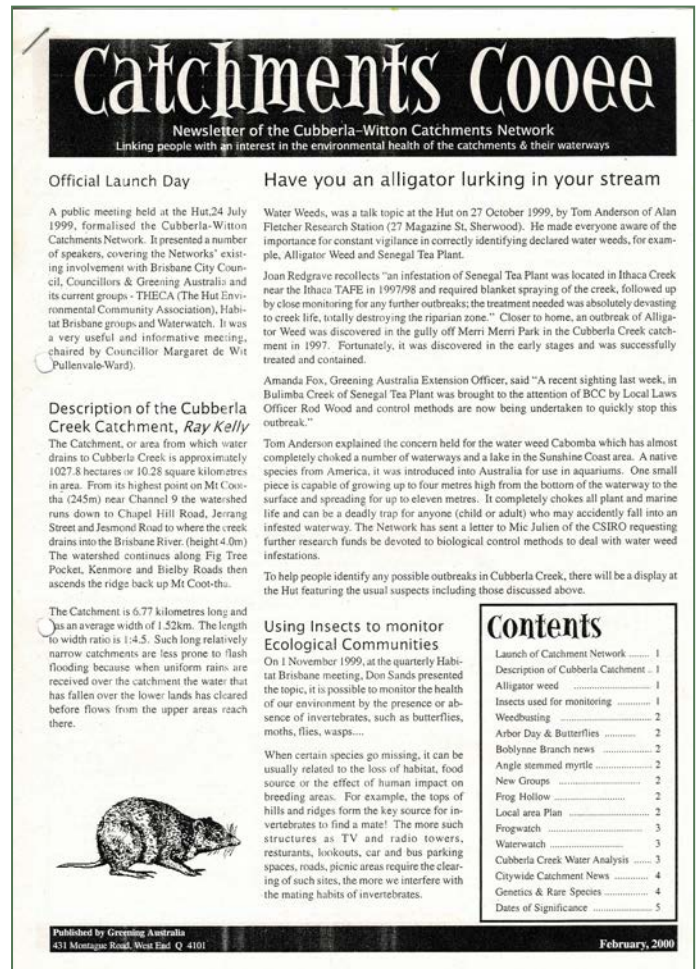 Catchments Cooee
Newsletter of the Cubberla-Witton Catchments Network
Linking people with an interest in the environmental health of the catchments & their waterways
Official Launch Day
A public meeting held at the Hut,24 July
1999, formalised the Cubberla-Witton
Catchments Network. It presented a number
of speakers, covering the Networks' exist-
ing involvement with Brisbane City Coun-
cil, Councillors & Greening Australia and
its current groups - THECA (The Hut Envi-
ronmental Community Association), Habi-
tat Brisbane groups and Waterwatch. It was
a very useful and informative meeting,
chaired by Councillor Margaret de Wit
Pullenvale-Ward).
Description of the Cubberla
Creek Catchment, Ray Kelly
The Catchment, or area from which water
drains to Cubberla Creek is approximately
1027.8 hectares or 10.28 square kilometres
in area. From its highest point on Mt Coot-
tha (245m) near Channel 9 the watershed
runs down to Chapel Hill Road, Jerrang
Street and Jesmond Road to where the creek
drains into the Brisbane River. (height 4.0m)
The watershed continues along Fig Tree
Pocket, Kenmore and Bielby Roads then
ascends the ridge back up Mt Coot-tha.
The Catchment is 6.77 kilometres long and
has an average width of 1.52km. The length
to width ratio is 1:4.5. Such long relatively
narrow catchments are less prone to flash
flooding because when uniform rains are
received over the catchment the water that
has fallen over the lower lands has cleared
before flows from the upper areas reach
there.
Have you an alligator lurking in your stream
Water Weeds, was a talk topic at the Hut on 27 October 1999, by Tom Anderson of Alan
Fletcher Research Station (27 Magazine St, Sherwood). He made everyone aware of the
importance for constant vigilance in correctly identifying declared water weeds, for exam-
ple, Alligator Weed and Senegal Tea Plant.
Joan Redgrave recollects "an infestation of Senegal Tea Plant was located in Ithaca Creek
near the Ithaca TAFE in 1997/98 and required blanket spraying of the creek, followed up
by close monitoring for any further outbreaks; the treatment needed was absolutely devasting
to creek life, totally destroying the riparian zone." Closer to home, an outbreak of Alliga-
tor Weed was discovered in the gully off Merri Merri Park in the Cubberla Creek catch-
ment in 1997. Fortunately, it was discovered in the early stages and was successfully
treated and contained.
Amanda Fox, Greening Australia Extension Officer, said "A recent sighting last week, in
Bulimba Creek of Senegal Tea Plant was brought to the attention of BCC by Local Laws
Officer Rod Wood and control methods are now being undertaken to quickly stop this
outbreak."
Tom Anderson explained the concern held for the water weed Cabomba which has almost
completely choked a number of waterways and a lake in the Sunshine Coast area. A native
species from America, it was introduced into Australia for use in aquariums. One small
piece is capable of growing up to four metres high from the bottom of the waterway to the
surface and spreading for up to eleven metres. It completely chokes all plant and marine
life and can be a deadly trap for anyone (child or adult) who may accidently fall into an
infested waterway. The Network has sent a letter to Mic Julien of the CSIRO requesting
further research funds be devoted to biological control methods to deal with water weed
infestations.
To help people identify any possible outbreaks in Cubberla Creek, there will be a display at
the Hut featuring the usual suspects including those discussed above.
Using Insects to monitor
Ecological Communities
On 1 November 1999, at the quarterly Habi-
tat Brisbane meeting, Don Sands presented
the topic, it is possible to monitor the health
of our environment by the presence or ab-
sence of invertebrates, such as butterflies,
moths, flies, wasps....
When certain species go missing, it can be
usually related to the loss of habitat, food
source or the effect of human impact on
breeding areas. For example, the tops of
hills and ridges form the key source for in-
vertebrates to find a mate! The more such
structures as TV and radio towers,
resturants, lookouts, car and bus parking
spaces, roads, picnic areas require the clear-
ing of such sites, the more we interfere with
the mating habits of invertebrates.
Contents
Launch of Catchment Network ....... 1
Description of Cubberla Catchment .. 1
Alligator weed ........................ 1
Insects used for monitoring ............ 1
Weedbusting ......................... 2
Arbor Day & Butterflies ............ 2
Boblynne Branch news ................ 2
Angle stemmed myrtle ................ 2
New Groups ......................... 2
Frog Hollow ........................ 2
Local area Plan ...................... 2
Frogwatch ........................... 3
Waterwatch .......................... 3
Cubberla Creek Water Analysis ...... 3
Citywide Catchment News ............ 4
Genetics & Rare Species .............. 4
Dates of Significance .................. 5
Published by Greening Australia
431 Montague Road, West End Q 4101
February, 2000